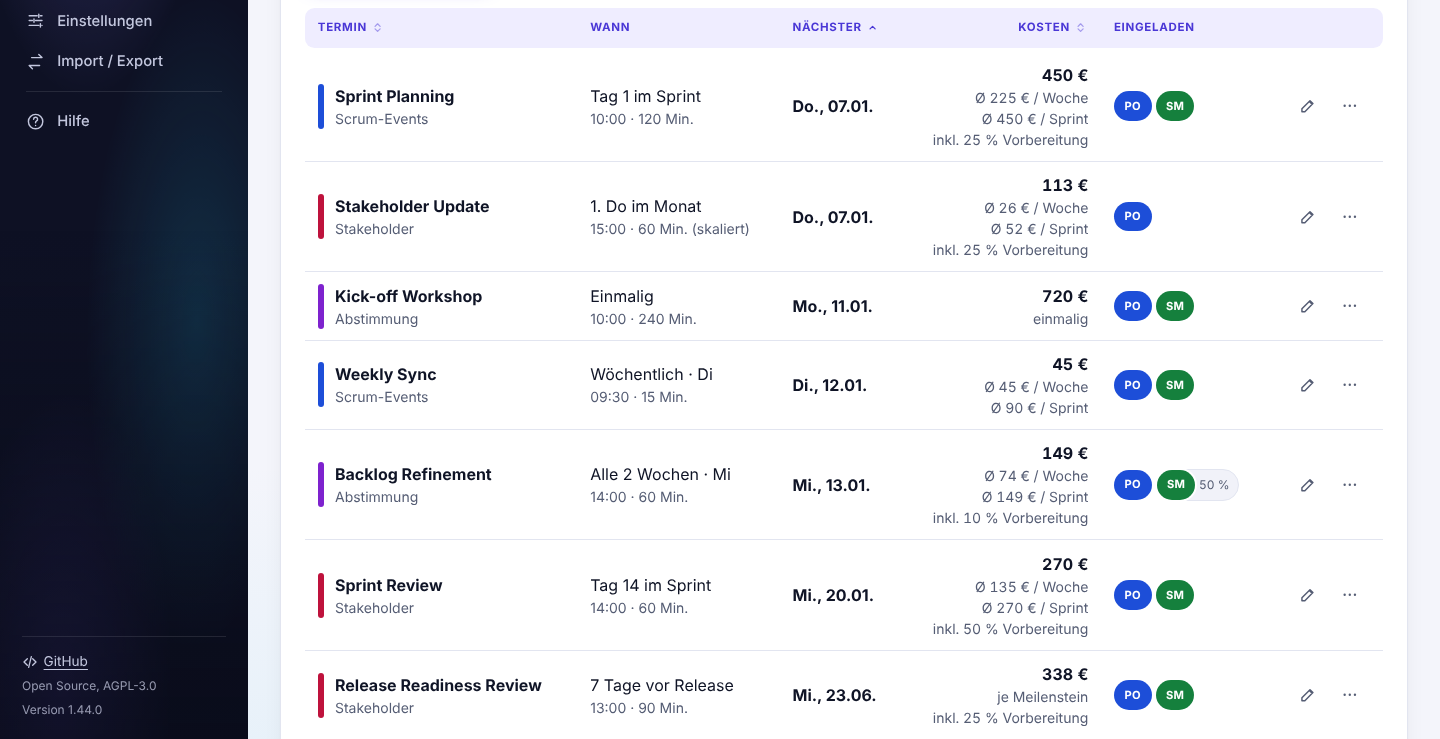 Einstellungen
Import / Export
Hilfe
GitHub
Open Source, AGPL-3.0
Version 1.44.0
TERMIN WANN NÄCHSTER KOSTEN EINGELADEN
Sprint Planning
Scrum-Events
Tag 1 im Sprint
10:00 · 120 Min.
Do., 07.01.
450 €
Ø 225 € / Woche
Ø 450 € / Sprint
inkl. 25 % Vorbereitung
PO SM
Stakeholder Update
Stakeholder
1. Do im Monat
15:00 · 60 Min. (skaliert)
Do., 07.01.
113 €
Ø 26 € / Woche
Ø 52 € / Sprint
inkl. 25 % Vorbereitung
PO
Kick-off Workshop
Abstimmung
Einmalig
10:00 · 240 Min.
Mo., 11.01.
720 €
einmalig
PO SM
Weekly Sync
Scrum-Events
Wöchentlich · Di
09:30 · 15 Min.
Di., 12.01.
45 €
Ø 45 € / Woche
Ø 90 € / Sprint
PO SM
Backlog Refinement
Abstimmung
Alle 2 Wochen · Mi
14:00 · 60 Min.
Mi., 13.01.
149 €
Ø 74 € / Woche
Ø 149 € / Sprint
inkl. 10 % Vorbereitung
PO SM 50 %
Sprint Review
Stakeholder
Tag 14 im Sprint
14:00 · 60 Min.
Mi., 20.01.
270 €
Ø 135 € / Woche
Ø 270 € / Sprint
inkl. 50 % Vorbereitung
PO SM
Release Readiness Review
Stakeholder
7 Tage vor Release
13:00 · 90 Min.
Mi., 23.06.
338 €
je Meilenstein
inkl. 25 % Vorbereitung
PO SM